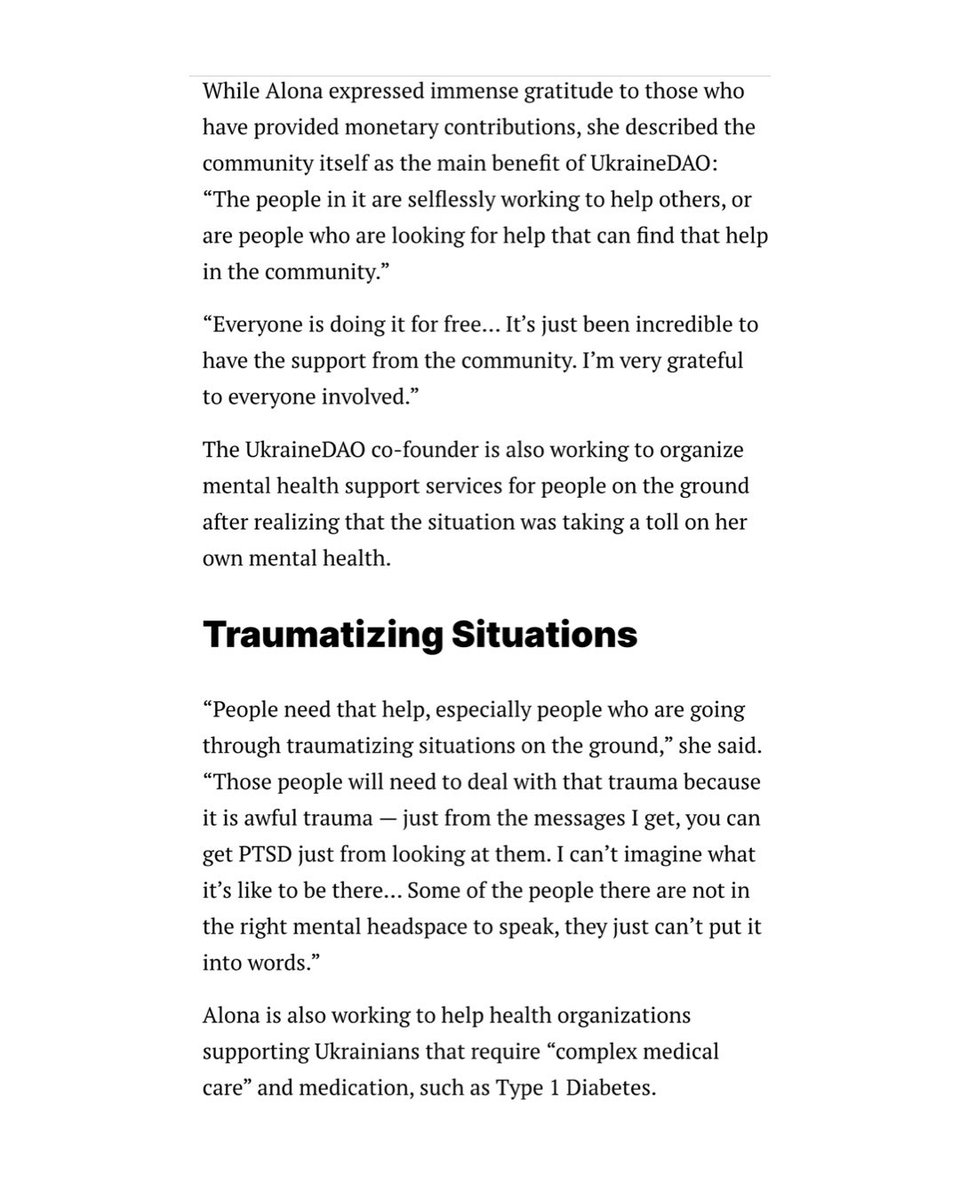 While Alona expressed immense gratitude to those who
have provided monetary contributions, she described the
community itself as the main benefit of UkraineDAO:
“The people in it are selflessly working to help others, or
are people who are looking for help that can find that help
in the community.”
“Everyone is doing it for free… It’s just been incredible to
have the support from the community. I’m very grateful
to everyone involved.”
The UkraineDAO co-founder is also working to organize
mental health support services for people on the ground
after realizing that the situation was taking a toll on her
own mental health.
Traumatizing Situations
“People need that help, especially people who are going
through traumatizing situations on the ground,” she said.
“Those people will need to deal with that trauma because
it is awful trauma — just from the messages I get, you can
get PTSD just from looking at them. I can’t imagine what
it’s like to be there… Some of the people there are not in
the right mental headspace to speak, they just can’t put it
into words.”
Alona is also working to help health organizations
supporting Ukrainians that require “complex medical
care” and medication, such as Type 1 Diabetes.